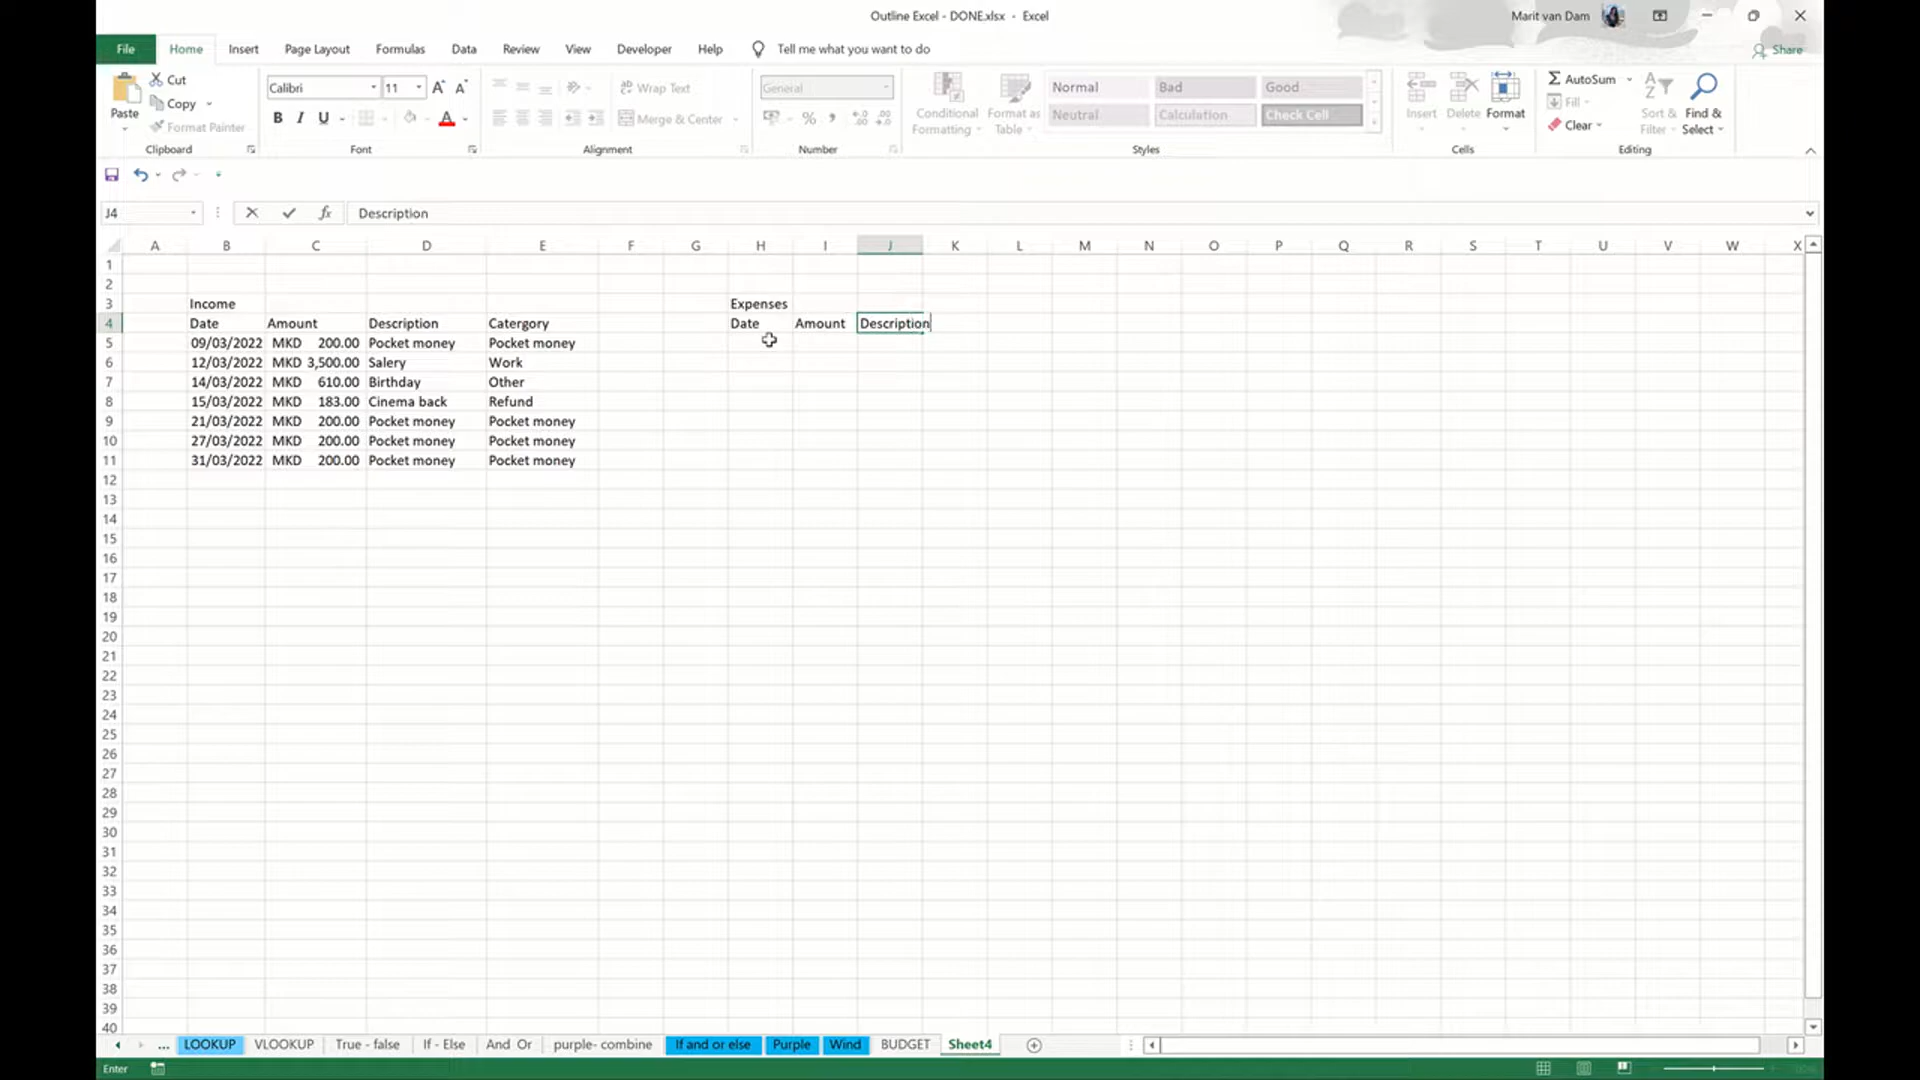 Outline Excel - DONE.xlsx - Excel
Marit van Dam
File Home Insert Page Layout Formulas Data Review View Developer Help Tell me what you want to do
Share
Paste
Cut
Copy
Format Painter
Clipboard
Calibri 11
B I U
Font
Wrap Text
Merge & Center
Alignment
General
Number
Conditional Formatting
Format as Table
Normal Bad Good
Neutral Calculation Check Cell
Styles
Insert Delete Format
Cells
AutoSum
Fill
Clear
Sort & Filter
Find & Select
Editing
J4 fx Description
A B C D E F G H I J K L M N O P Q R S T U V W X
1
2
3 Income Expenses
4 Date Amount Description Catergory Date Amount Description
5 09/03/2022 MKD 200.00 Pocket money Pocket money
6 12/03/2022 MKD 3,500.00 Salery Work
7 14/03/2022 MKD 610.00 Birthday Other
8 15/03/2022 MKD 183.00 Cinema back Refund
9 21/03/2022 MKD 200.00 Pocket money Pocket money
10 27/03/2022 MKD 200.00 Pocket money Pocket money
11 31/03/2022 MKD 200.00 Pocket money Pocket money
12
13
14
15
16
17
18
19
20
21
22
23
24
25
26
27
28
29
30
31
32
33
34
35
36
37
38
39
40
... LOOKUP VLOOKUP True - false If - Else And Or purple- combine If and or else Purple Wind BUDGET Sheet4
Enter